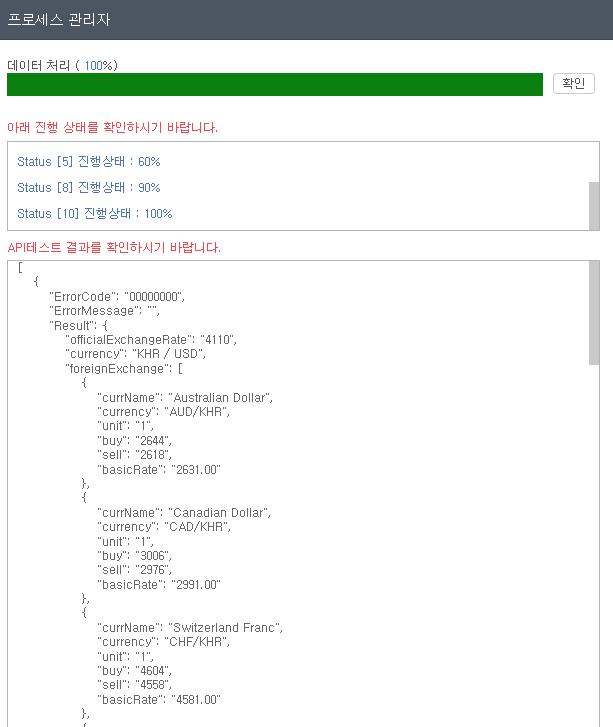 프로세스 관리자
데이터 처리 ( 100%)
확인
아래 진행 상태를 확인하시기 바랍니다.
Status [5] 진행상태 : 60%
Status [8] 진행상태 : 90%
Status [10] 진행상태 : 100%
API테스트 결과를 확인하시기 바랍니다.
[
{
"ErrorCode": "00000000",
"ErrorMessage": "",
"Result": {
"officialExchangeRate": "4110",
"currency": "KHR / USD",
"foreignExchange": [
{
"currName": "Australian Dollar",
"currency": "AUD/KHR",
"unit": "1",
"buy": "2644",
"sell": "2618",
"basicRate": "2631.00"
},
{
"currName": "Canadian Dollar",
"currency": "CAD/KHR",
"unit": "1",
"buy": "3006",
"sell": "2976",
"basicRate": "2991.00"
},
{
"currName": "Switzerland Franc",
"currency": "CHF/KHR",
"unit": "1",
"buy": "4604",
"sell": "4558",
"basicRate": "4581.00"
},
{